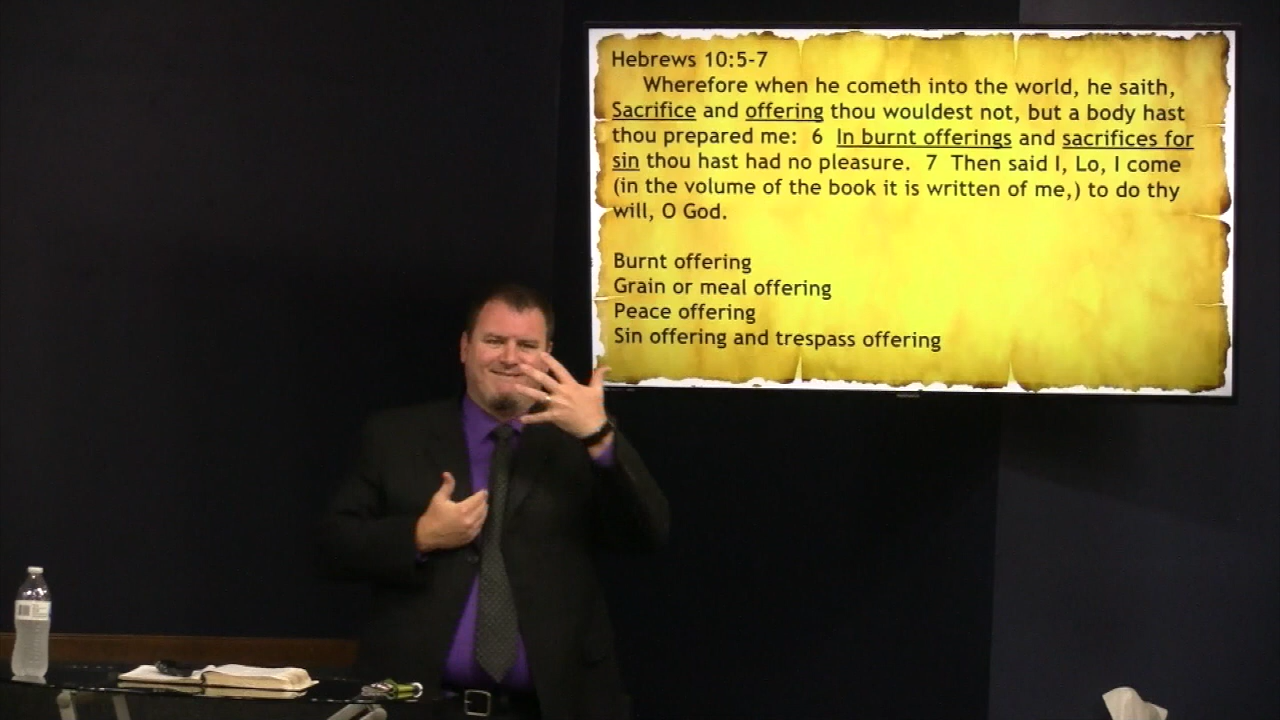 Hebrews 10:5-7
Wherefore when he cometh into the world, he saith,
Sacrifice and offering thou wouldest not, but a body hast
thou prepared me: 6 In burnt offerings and sacrifices for
sin thou hast had no pleasure. 7 Then said I, Lo, I come
(in the volume of the book it is written of me,) to do thy
will, O God.
Burnt offering
Grain or meal offering
Peace offering
Sin offering and trespass offering